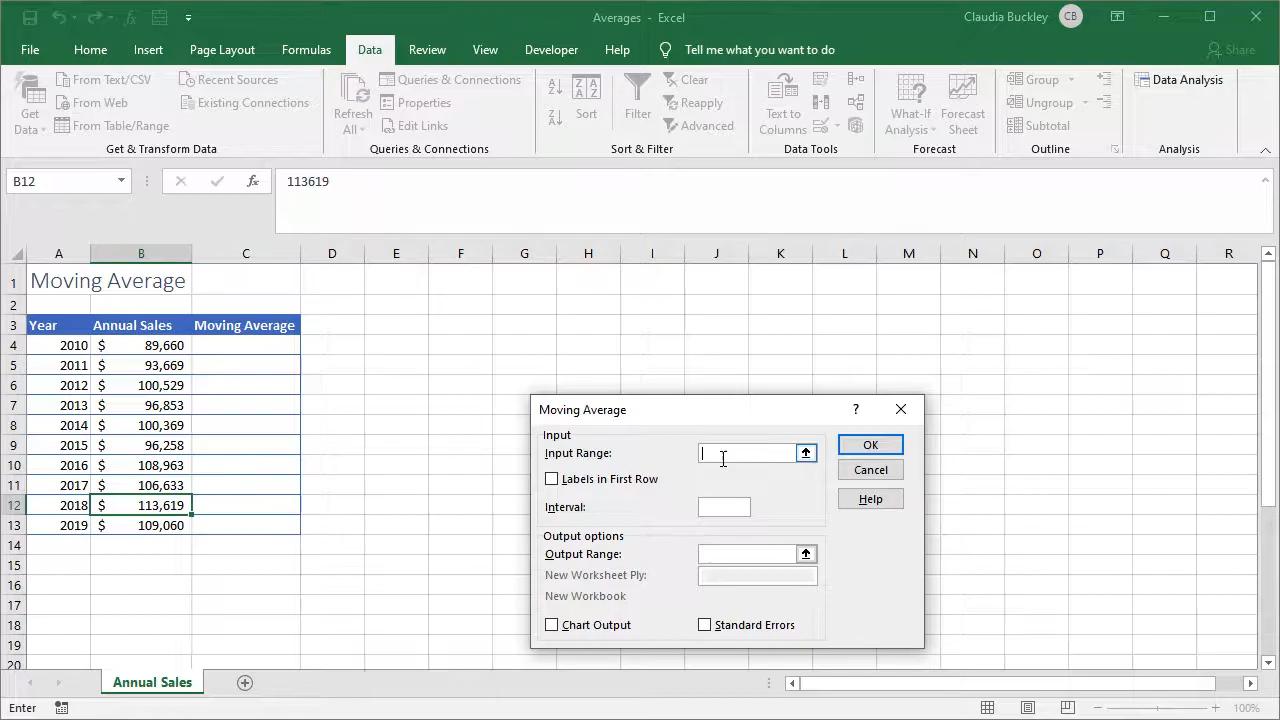 Averages - Excel
Claudia Buckley CB
File Home Insert Page Layout Formulas Data Review View Developer Help Tell me what you want to do Share
Get Data
From Text/CSV
From Web
From Table/Range
Recent Sources
Existing Connections
Get & Transform Data
Refresh All
Queries & Connections
Properties
Edit Links
Queries & Connections
Sort
Filter
Clear
Reapply
Advanced
Sort & Filter
Text to Columns
Data Tools
What-If Analysis
Forecast Sheet
Forecast
Group
Ungroup
Subtotal
Outline
Data Analysis
Analysis
B12 fx 113619
A B C D E F G H I J K L M N O P Q R
1 Moving Average
2
3 Year Annual Sales Moving Average
4 2010 $ 89,660
5 2011 $ 93,669
6 2012 $ 100,529
7 2013 $ 96,853
8 2014 $ 100,369
9 2015 $ 96,258
10 2016 $ 108,963
11 2017 $ 106,633
12 2018 $ 113,619
13 2019 $ 109,060
14
15
16
17
18
19
20
Moving Average ?
Input
Input Range:
Labels in First Row
Interval:
OK
Cancel
Help
Output options
Output Range:
New Worksheet Ply:
New Workbook
Chart Output Standard Errors
Annual Sales
Enter 100%